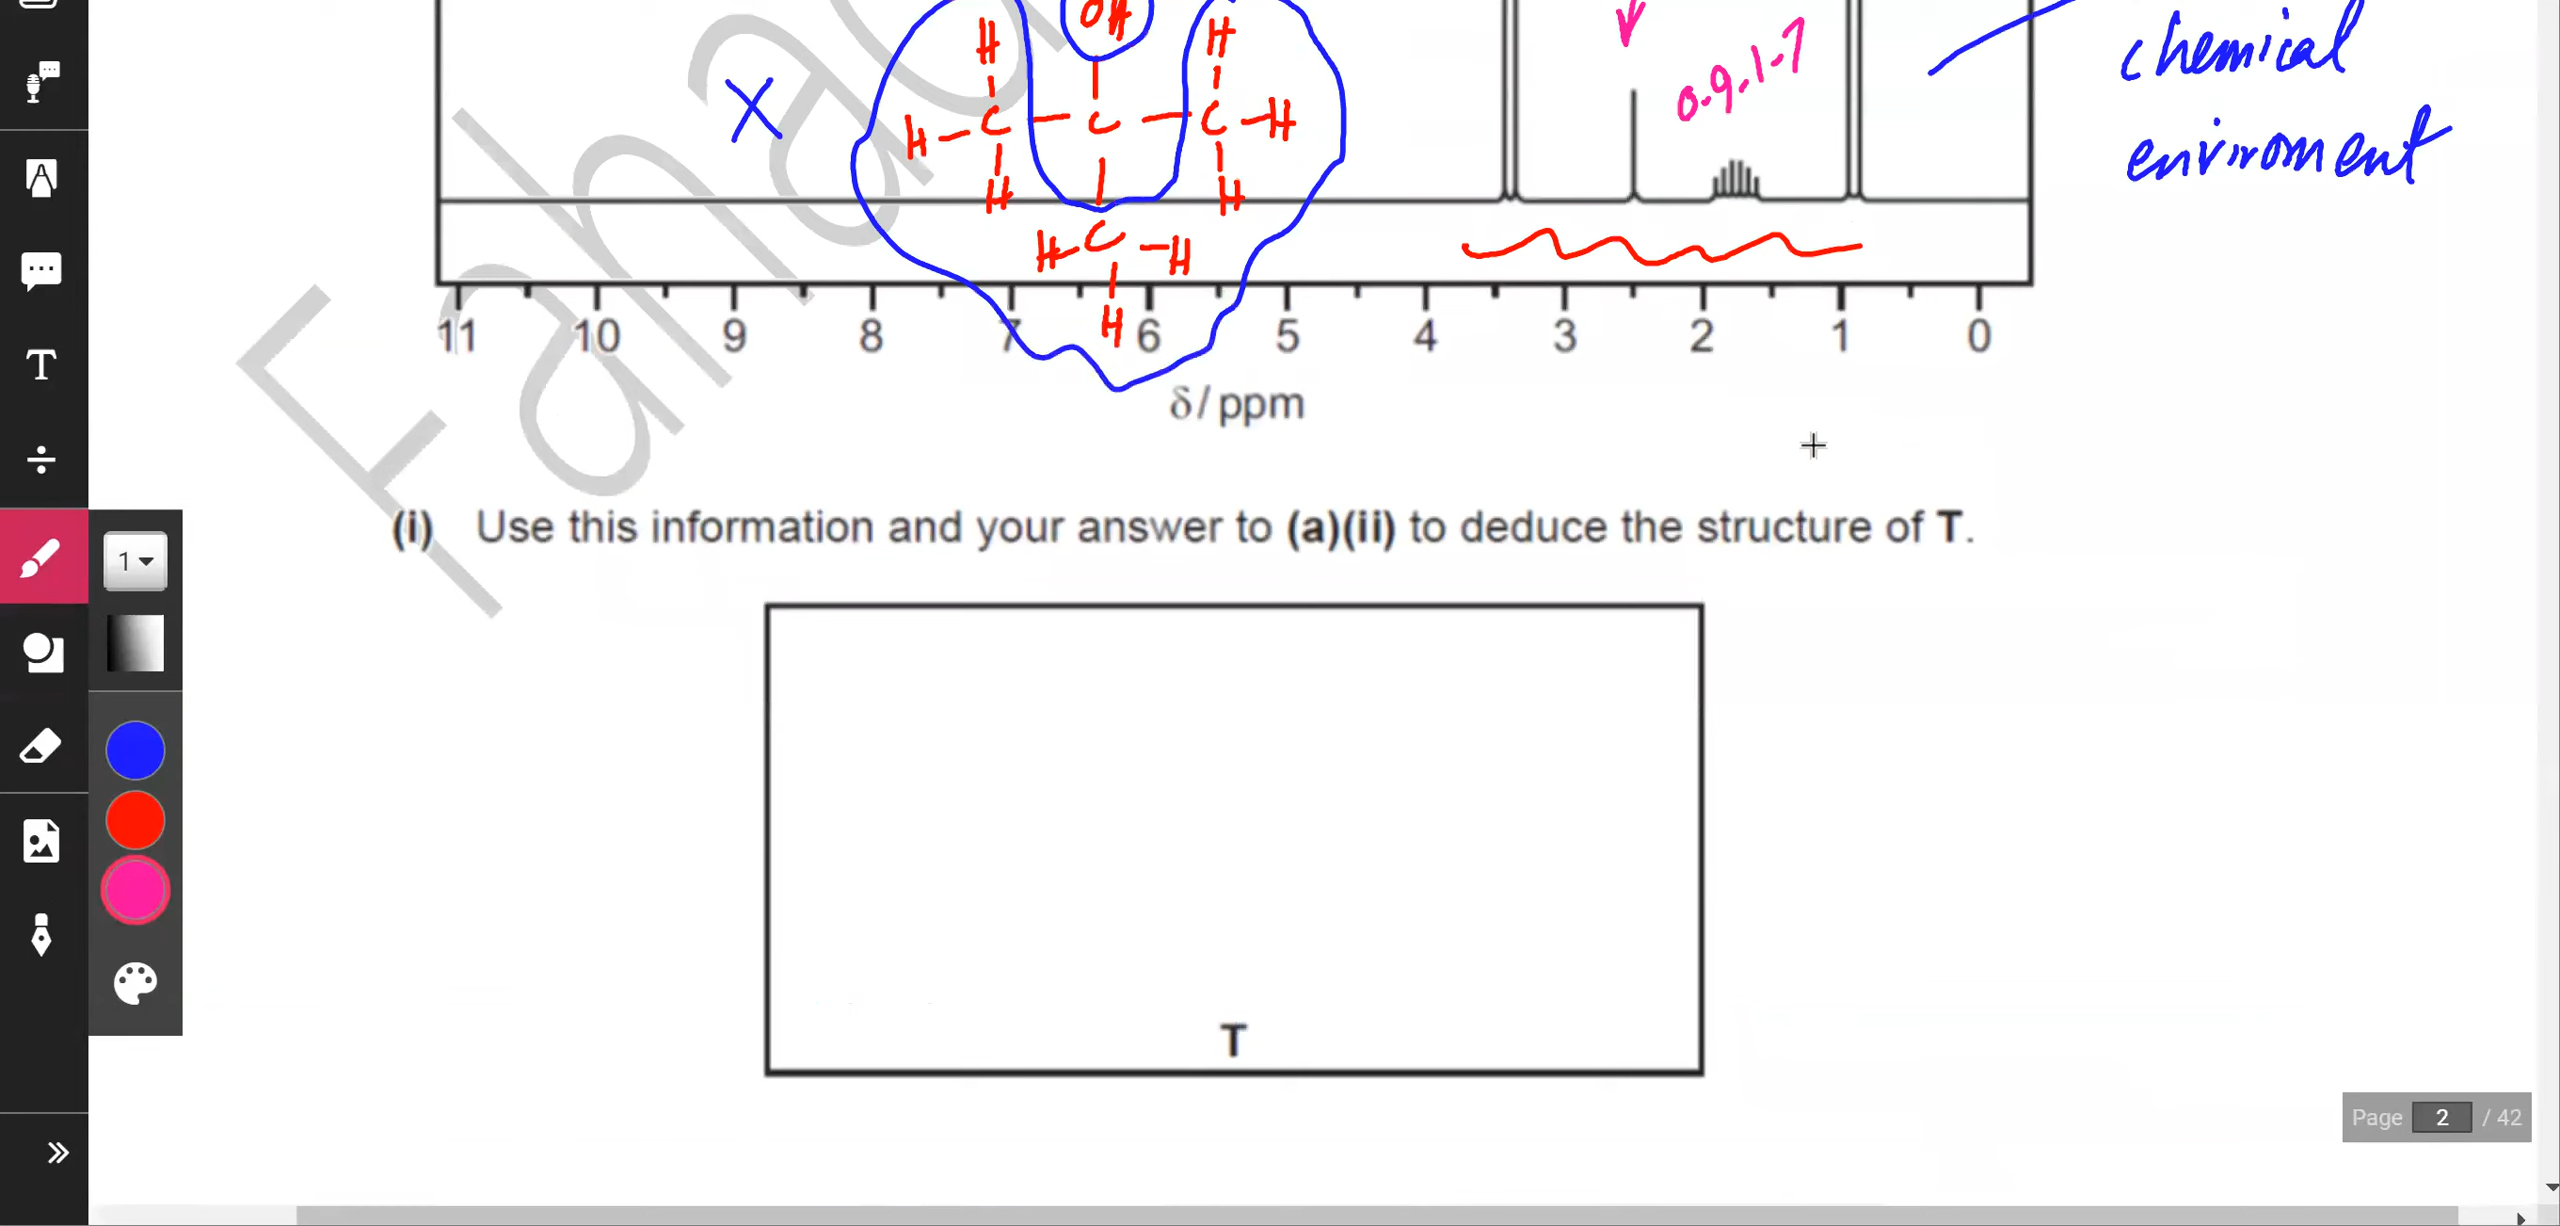 OH
H H
H - C - C - C - H
H H
H - C - H
H
X
0.9-1.7
chemical
enviroment
11 10 9 8 7 6 5 4 3 2 1 0
δ/ppm
(i) Use this information and your answer to (a)(ii) to deduce the structure of T.
T
1
T
Page 2 / 42